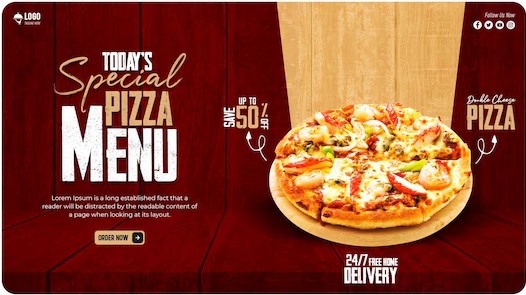 LOGO
TAGLINE HERE
Follow Us Now
TODAY'S
Special
PIZZA
MENU
Lorem Ipsum is a long established fact that a
reader will be distracted by the readable content of
a page when looking at its layout.
ORDER NOW
SAVE
UP TO
50% OFF
Double Cheese
PIZZA
24/7 FREE HOME
DELIVERY